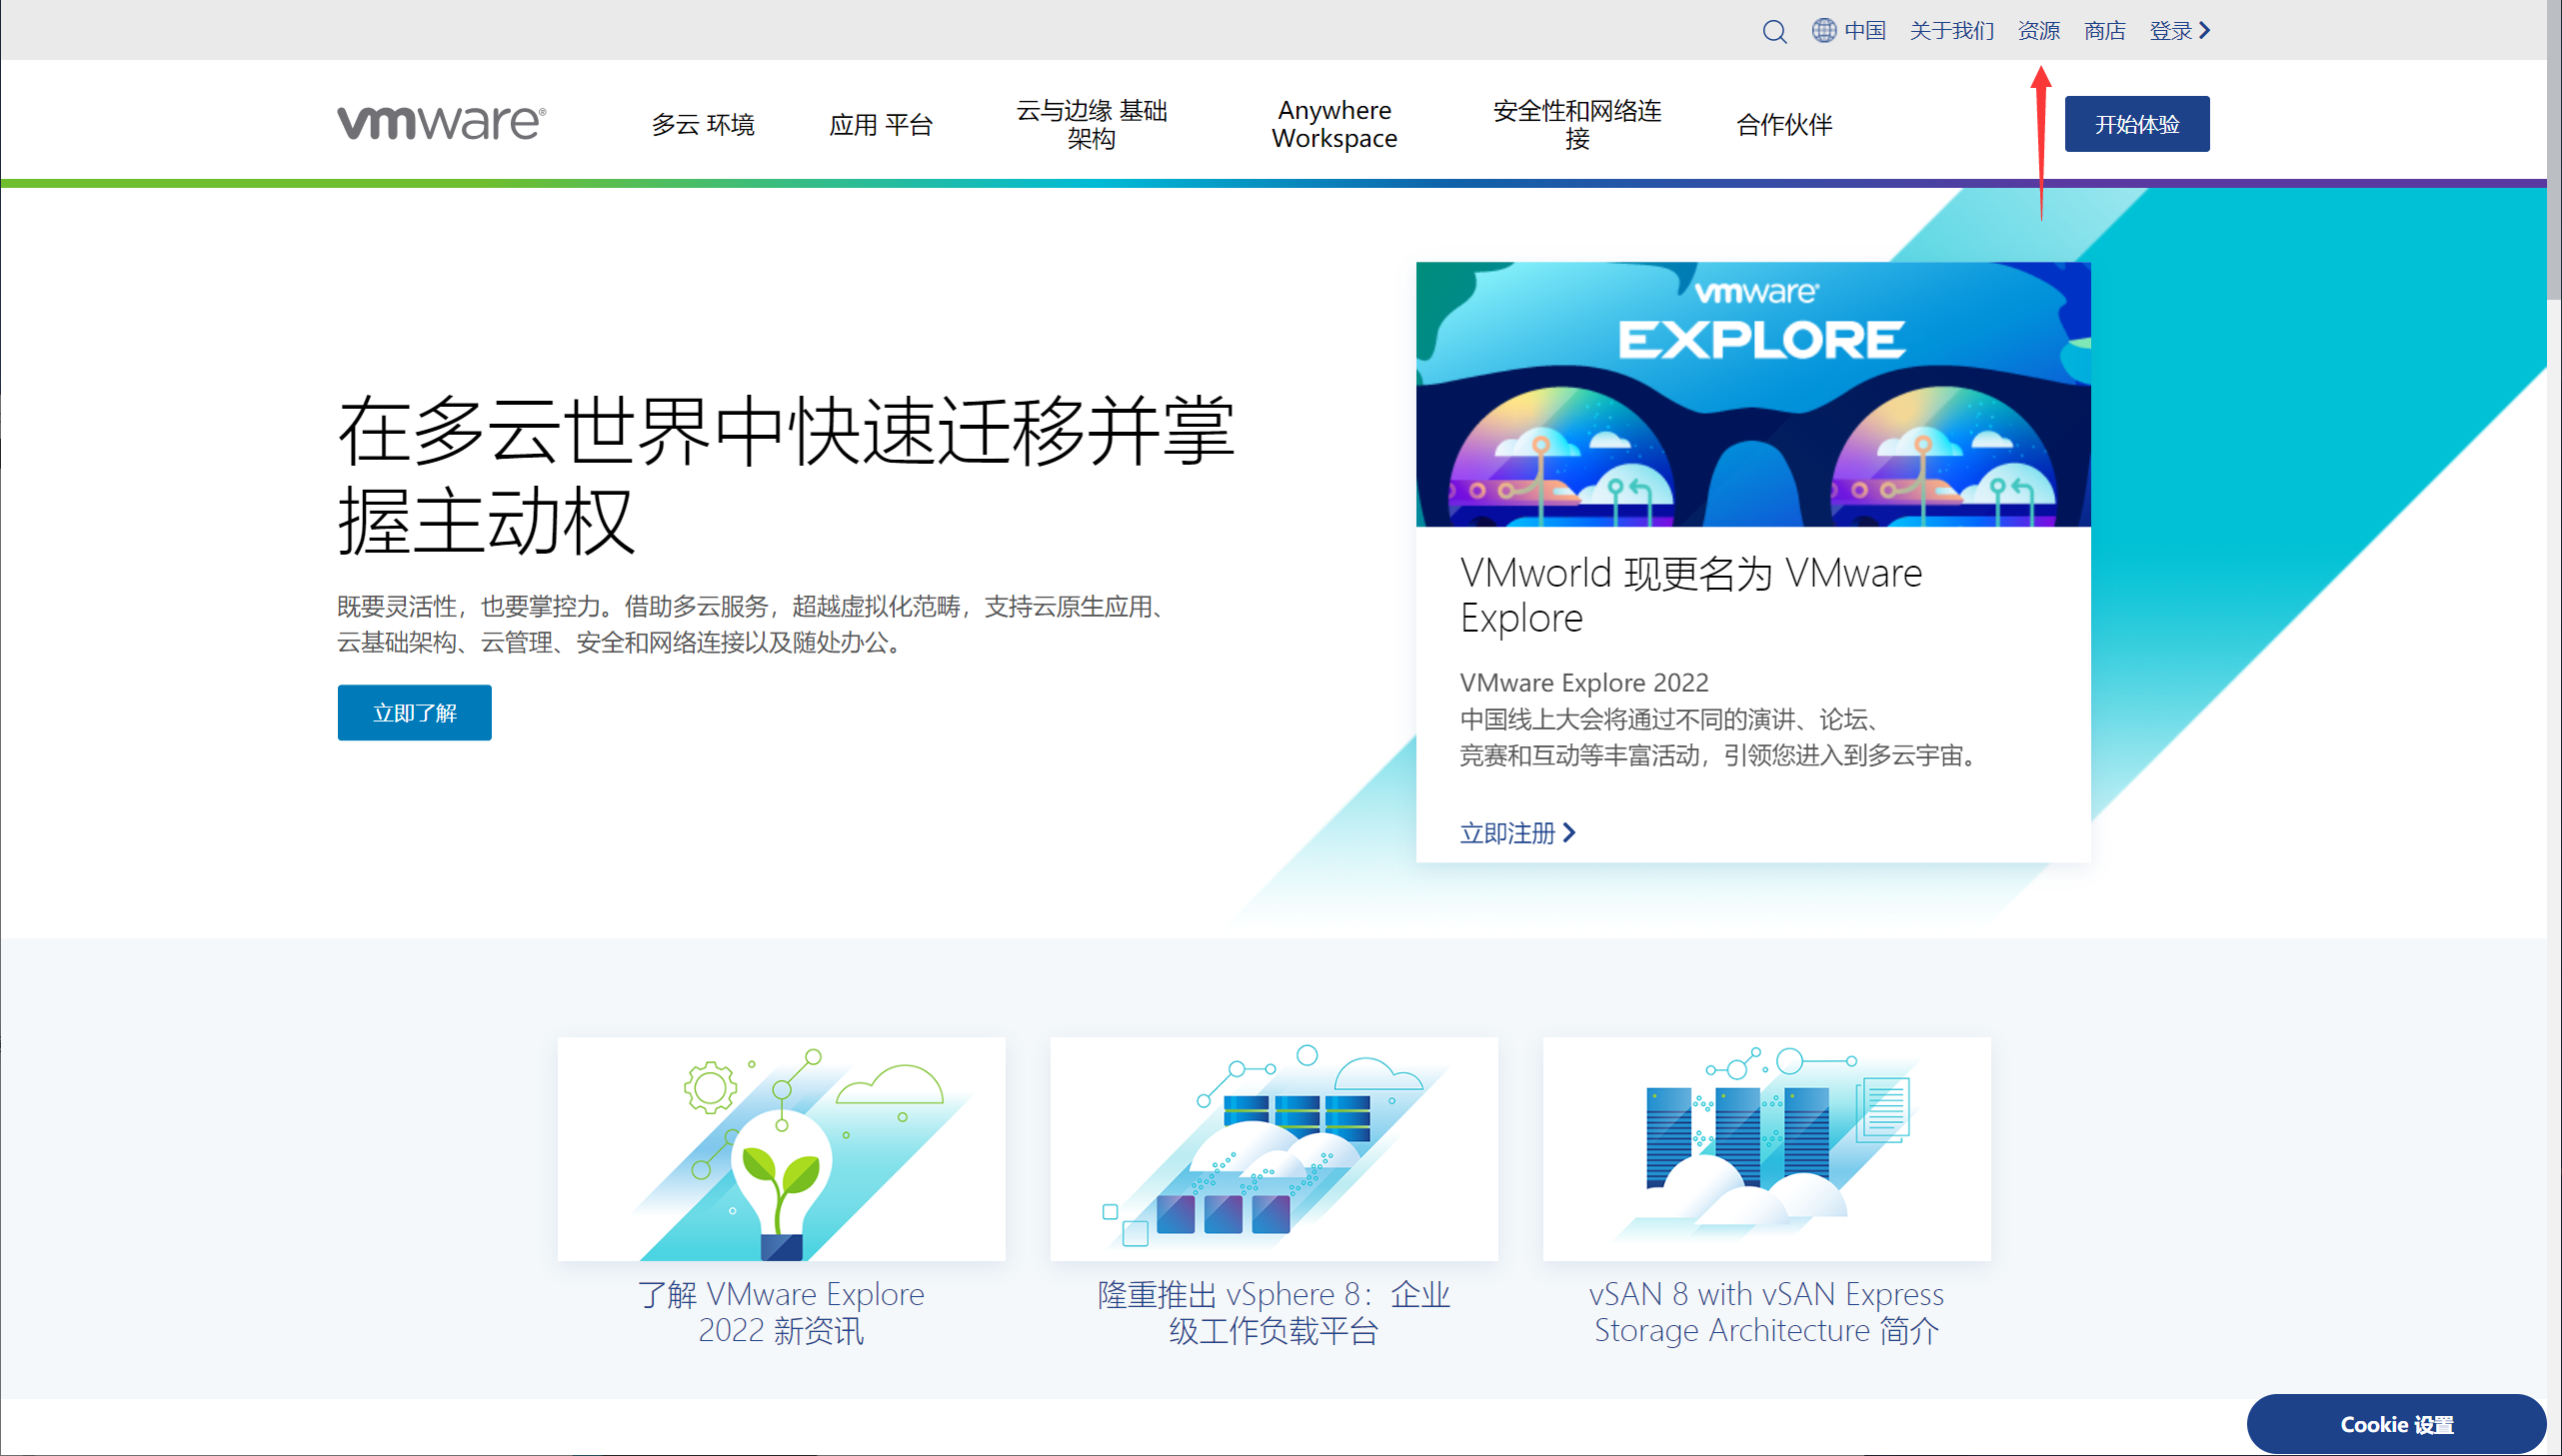 中国 关于我们 资源 商店 登录
vmware®
多云 环境
应用 平台
云与边缘 基础
架构
Anywhere
Workspace
安全性和网络连
接
合作伙伴
开始体验
在多云世界中快速迁移并掌
握主动权
既要灵活性，也要掌控力。借助多云服务，超越虚拟化范畴，支持云原生应用、
云基础架构、云管理、安全和网络连接以及随处办公。
立即了解
vmware®
EXPLORE
VMworld 现更名为 VMware
Explore
VMware Explore 2022
中国线上大会将通过不同的演讲、论坛、
竞赛和互动等丰富活动，引领您进入到多云宇宙。
立即注册
了解 VMware Explore
2022 新资讯
隆重推出 vSphere 8：企业
级工作负载平台
vSAN 8 with vSAN Express
Storage Architecture 简介
Cookie 设置